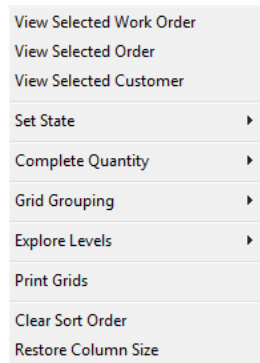 View Selected Work Order
View Selected Order
View Selected Customer
Set State
Complete Quantity
Grid Grouping
Explore Levels
Print Grids
Clear Sort Order
Restore Column Size